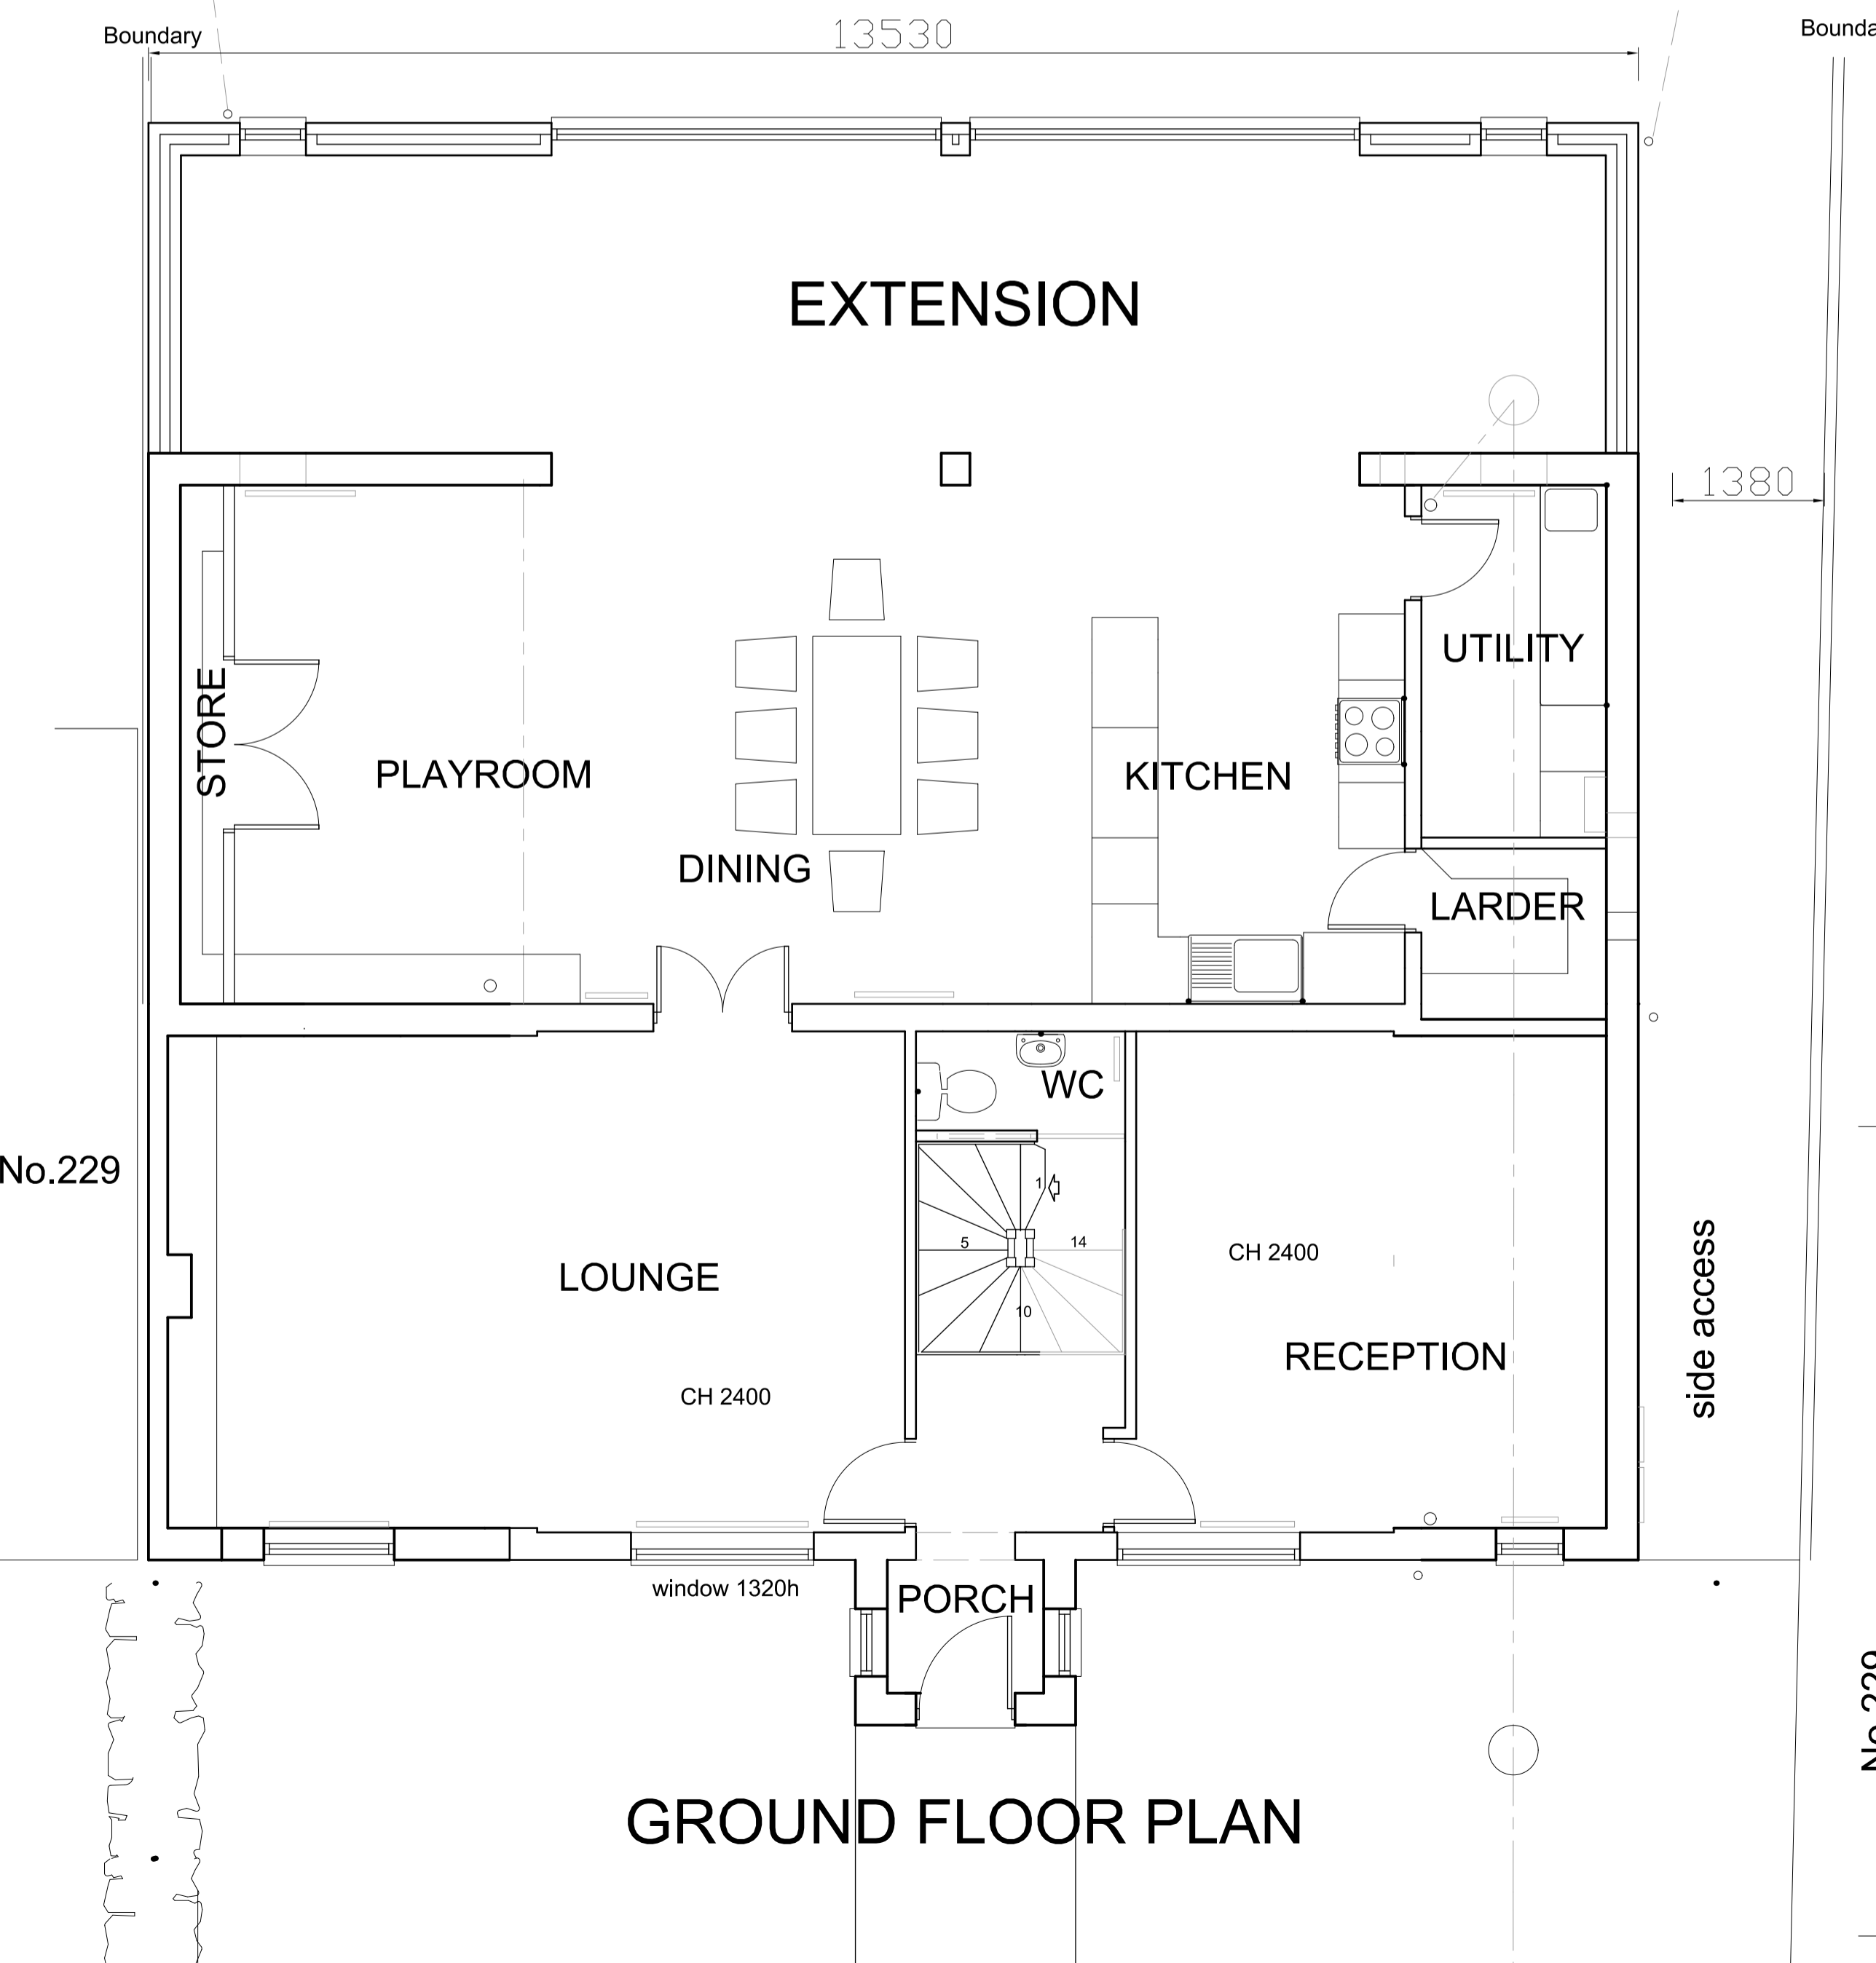 Boundary
13530
EXTENSION
1380
UTILITY
STORE
PLAYROOM
KITCHEN
DINING
LARDER
WC
No.229
1
5
14
CH 2400
LOUNGE
10
RECEPTION
side access
CH 2400
window 1320h
PORCH
GROUND FLOOR PLAN